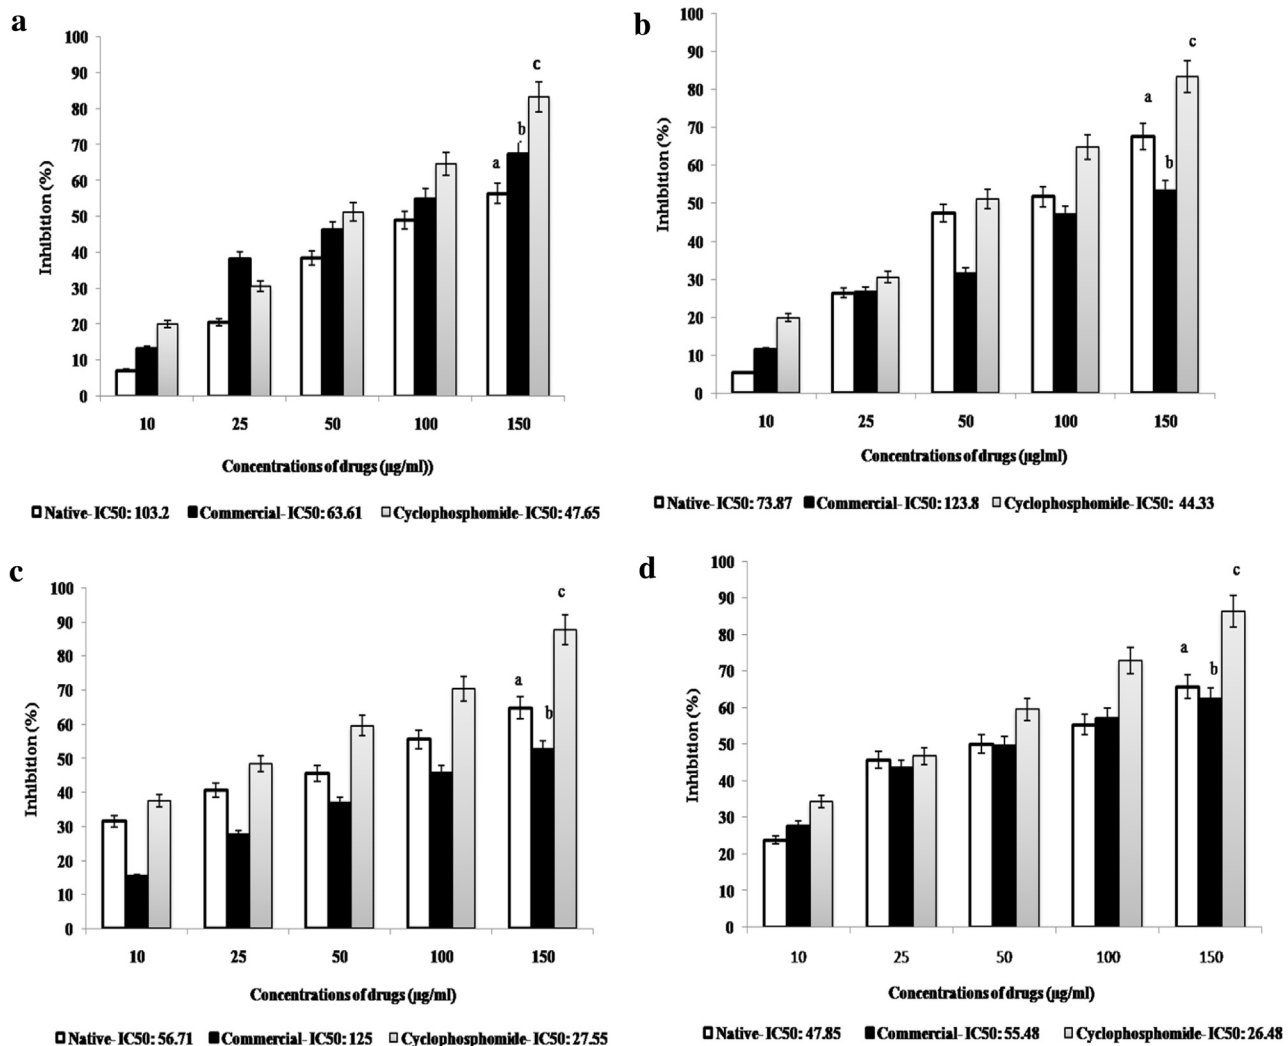 a
100
90
80
70
60
50
40
30
20
10
0
Inhibition (%)
a
b
c
10 25 50 100 150
Concentrations of drugs (µg/ml))
Native- IC50: 103.2 Commercial- IC50: 63.61 Cyclophosphomide- IC50: 47.65
b
100
90
80
70
60
50
40
30
20
10
0
Inhibition (%)
a
b
c
10 25 50 100 150
Concentrations of drugs (µglml)
Native- IC50: 73.87 Commercial- IC50: 123.8 Cyclophosphomide- IC50: 44.33
c
100
90
80
70
60
50
40
30
20
10
0
Inhibition (%)
a
b
c
10 25 50 100 150
Concentrations of drugs (µg/ml)
Native- IC50: 56.71 Commercial- IC50: 125 Cyclophosphomide- IC50: 27.55
d
100
90
80
70
60
50
40
30
20
10
0
Inhibition (%)
a
b
c
10 25 50 100 150
Concentrations of drugs (µg/ml)
Native- IC50: 47.85 Commercial- IC50: 55.48 Cyclophosphomide- IC50: 26.48